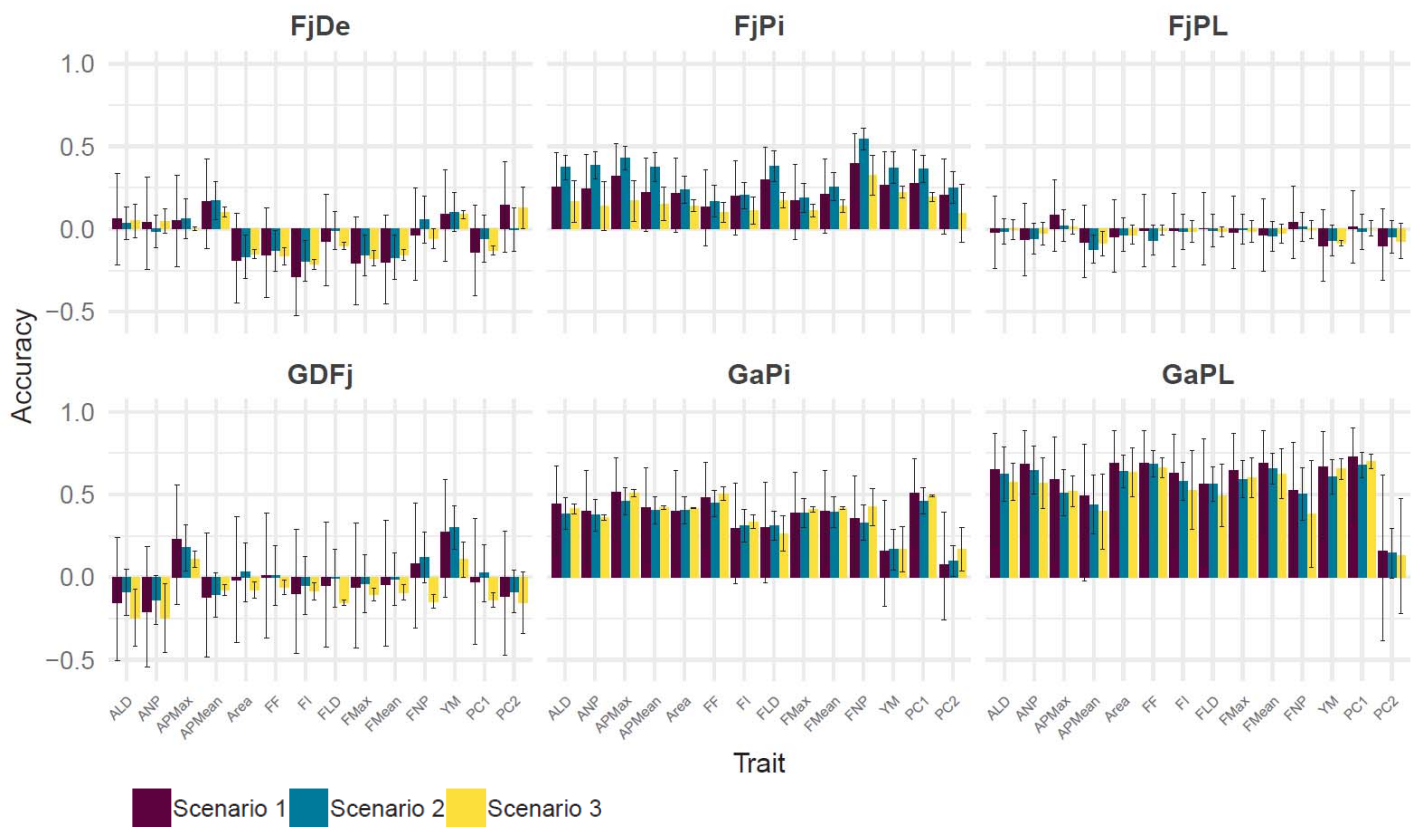 FjDe FjPi FjPL
1.0
0.5
0.0
−0.5
Accuracy
GDFj GaPi GaPL
1.0
0.5
0.0
−0.5
ALD ANP APMax APMean Area FF FI FLD FMax FMean FNP YM PC1 PC2 ALD ANP APMax APMean Area FF FI FLD FMax FMean FNP YM PC1 PC2 ALD ANP APMax APMean Area FF FI FLD FMax FMean FNP YM PC1 PC2
Trait
Scenario 1 Scenario 2 Scenario 3